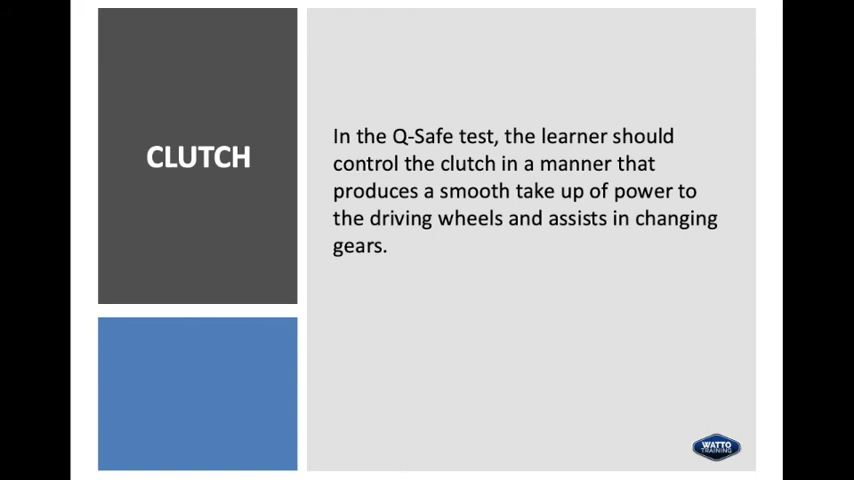 CLUTCH
In the Q-Safe test, the learner should
control the clutch in a manner that
produces a smooth take up of power to
the driving wheels and assists in changing
gears.
WATTO
TRAINING